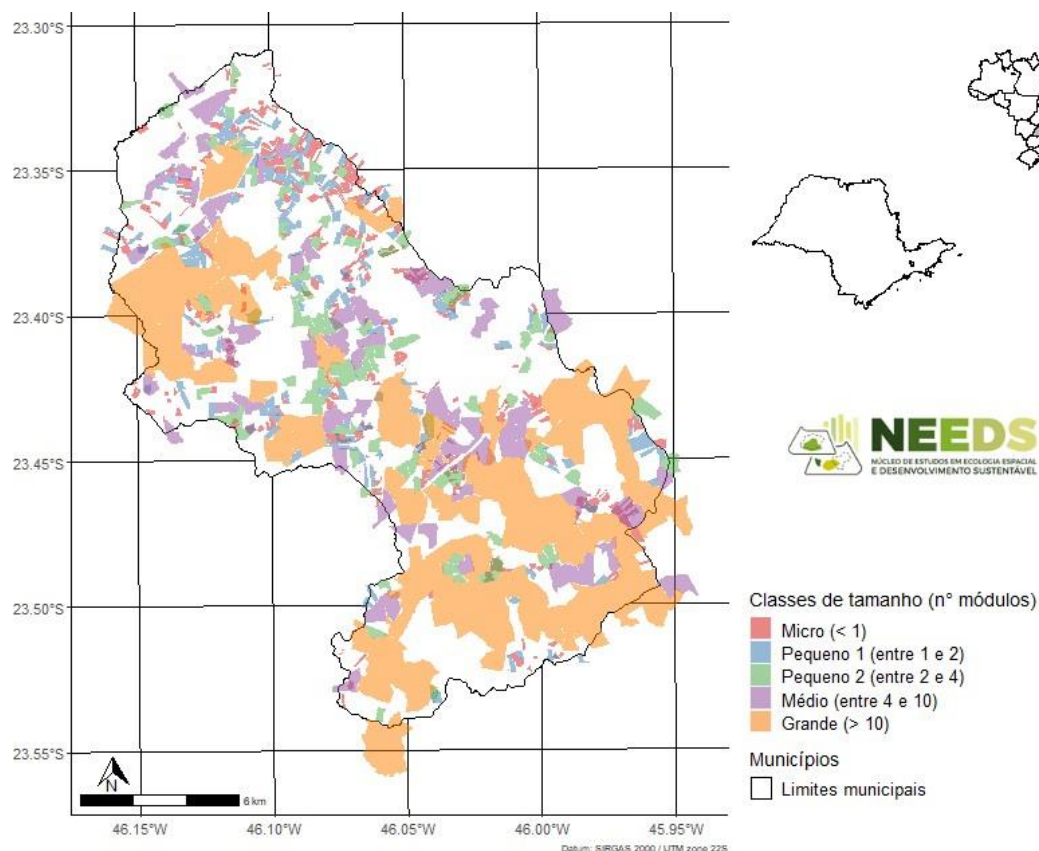 23.30°S
23.35°S
23.40°S
23.45°S
23.50°S
23.55°S
N
6 km
46.15°W
46.10°W
46.05°W
46.00°W
45.95°W
Datum: SIRGAS 2000 / UTM zone 22S
NEEDS
NÚCLEO DE ESTUDOS EM ECOLOGIA ESPACIAL
E DESENVOLVIMENTO SUSTENTÁVEL
Classes de tamanho (n° módulos)
Micro (< 1)
Pequeno 1 (entre 1 e 2)
Pequeno 2 (entre 2 e 4)
Médio (entre 4 e 10)
Grande (> 10)
Municípios
Limites municipais